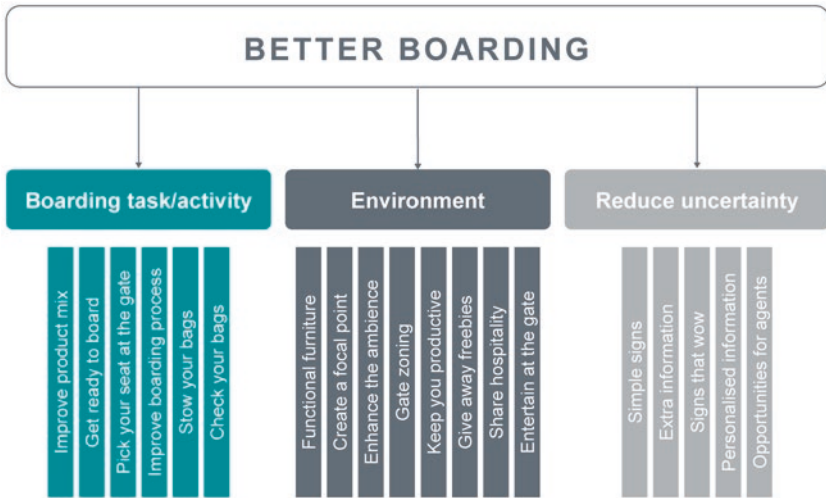 BETTER BOARDING
Boarding task/activity
Environment
Reduce uncertainty
Improve product mix
Get ready to board
Pick your seat at the gate
Improve boarding process
Stow your bags
Check your bags
Functional furniture
Create a focal point
Enhance the ambience
Gate zoning
Keep you productive
Give away freebies
Share hospitality
Entertain at the gate
Simple signs
Extra information
Signs that wow
Personalised information
Opportunities for agents